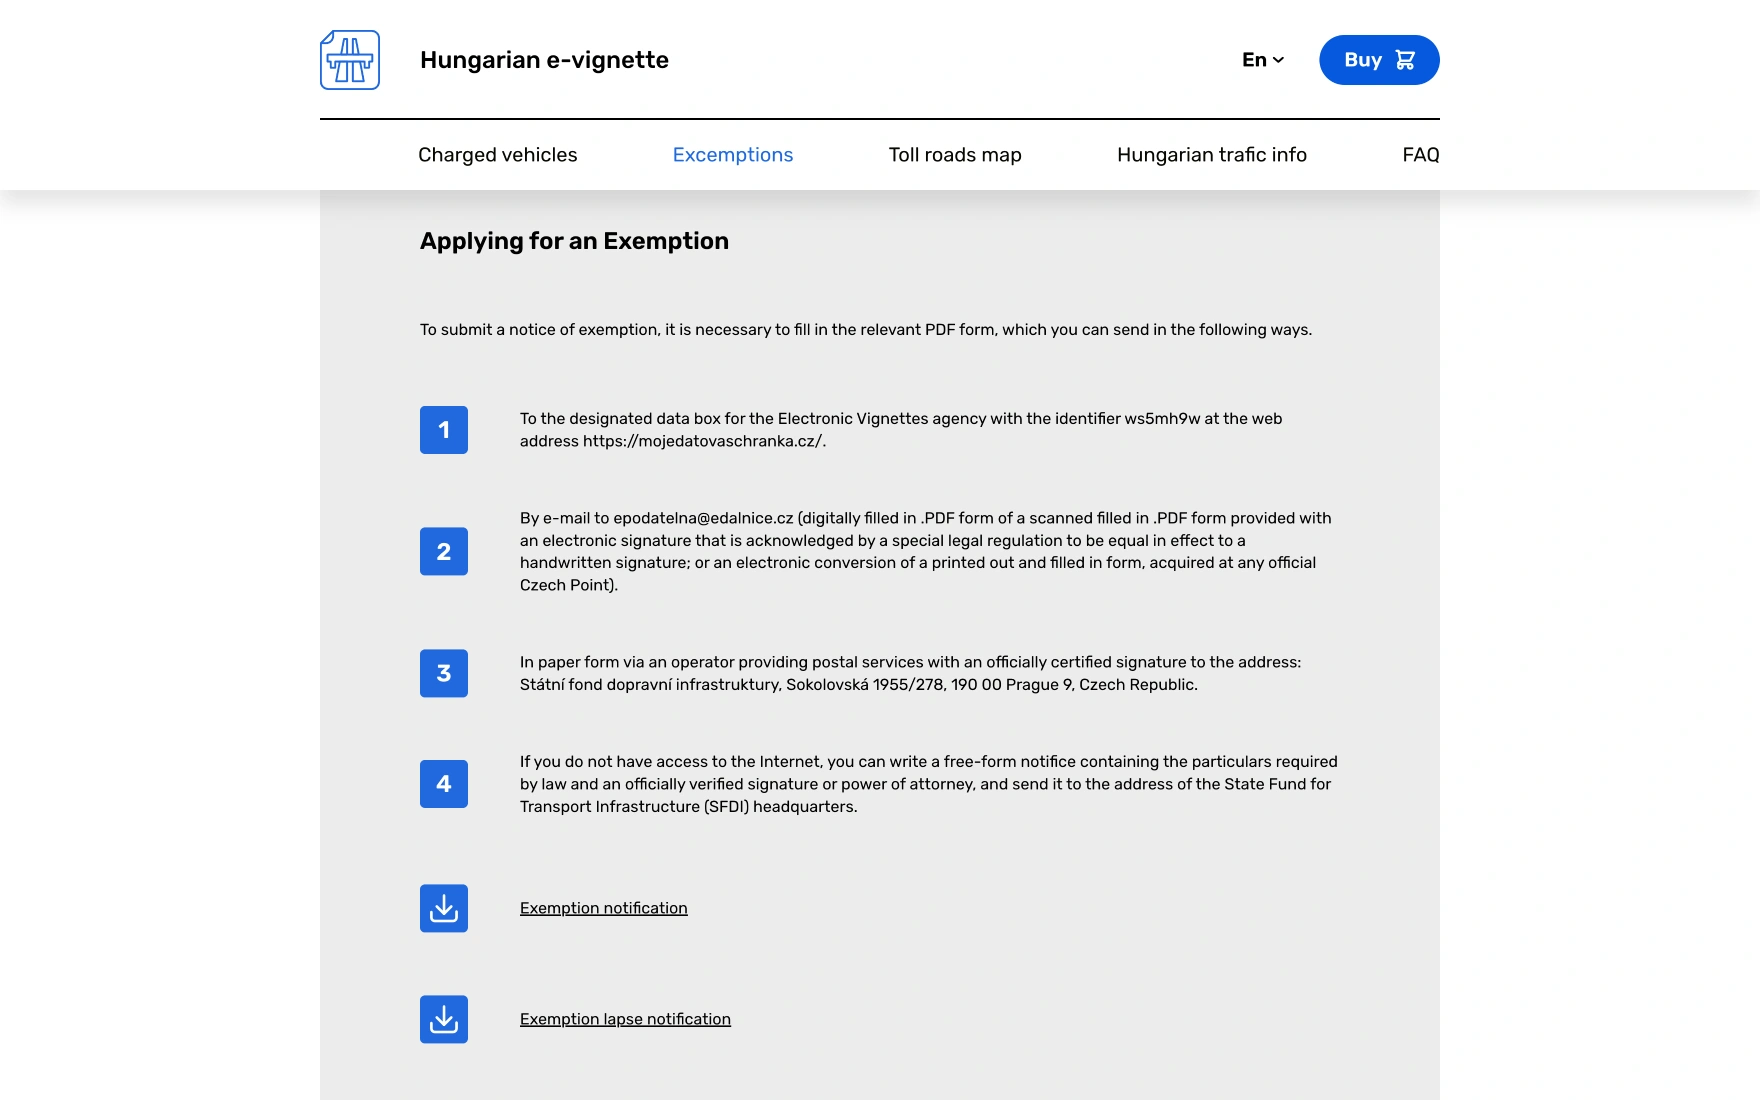 Hungarian e-vignette
En
Buy
Charged vehicles
Excemptions
Toll roads map
Hungarian trafic info
FAQ
Applying for an Exemption
To submit a notice of exemption, it is necessary to fill in the relevant PDF form, which you can send in the following ways.
1
To the designated data box for the Electronic Vignettes agency with the identifier ws5mh9w at the web
address https://mojedatovaschranka.cz/.
2
By e-mail to epodatelna@edalnice.cz (digitally filled in .PDF form of a scanned filled in .PDF form provided with
an electronic signature that is acknowledged by a special legal regulation to be equal in effect to a
handwritten signature; or an electronic conversion of a printed out and filled in form, acquired at any official
Czech Point).
3
In paper form via an operator providing postal services with an officially certified signature to the address:
Státní fond dopravní infrastruktury, Sokolovská 1955/278, 190 00 Prague 9, Czech Republic.
4
If you do not have access to the Internet, you can write a free-form notifice containing the particulars required
by law and an officially verified signature or power of attorney, and send it to the address of the State Fund for
Transport Infrastructure (SFDI) headquarters.
Exemption notification
Exemption lapse notification